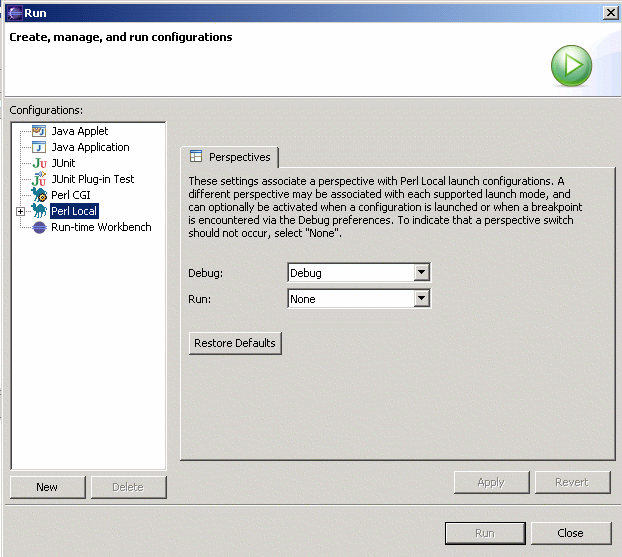 Run
Create, manage, and run configurations
Configurations:
Java Applet
Java Application
JUnit
JUnit Plug-in Test
Perl CGI
Perl Local
Run-time Workbench
New
Delete
Perspectives
These settings associate a perspective with Perl Local launch configurations. A
different perspective may be associated with each supported launch mode, and
can optionally be activated when a configuration is launched or when a breakpoint
is encountered via the Debug preferences. To indicate that a perspective switch
should not occur, select "None".
Debug: Debug
Run: None
Restore Defaults
Apply Revert
Run Close